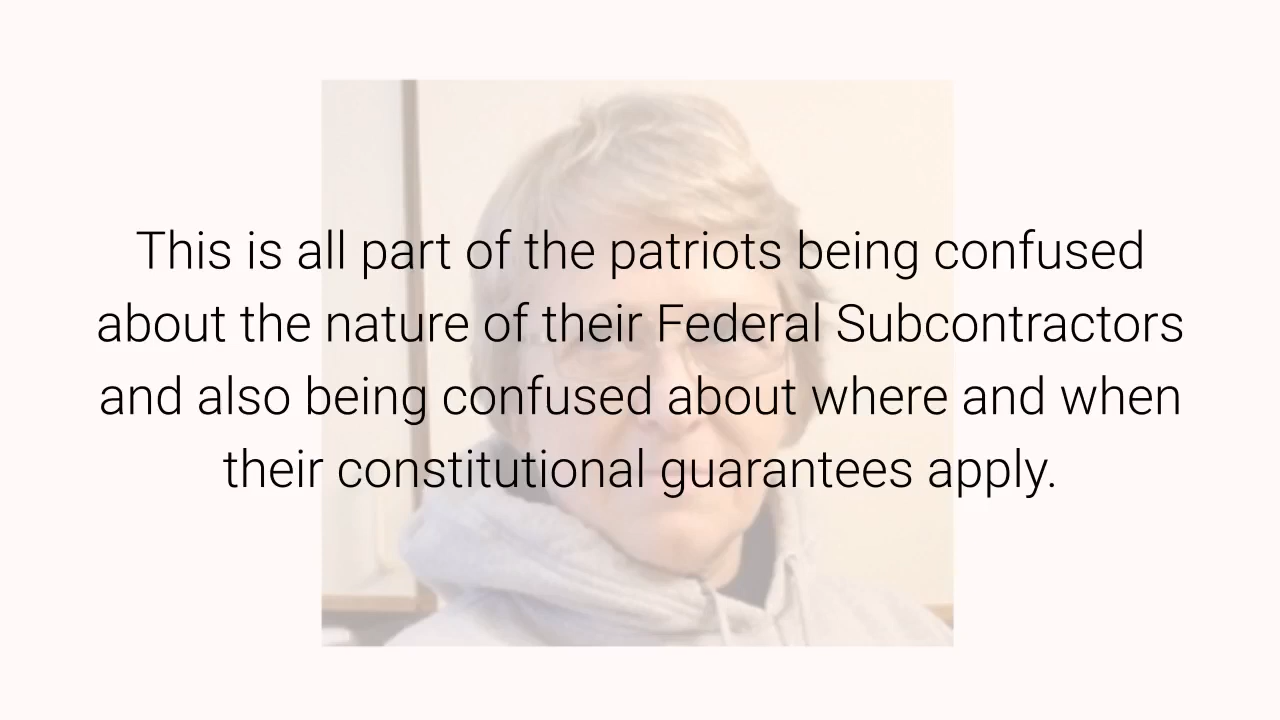 This is all part of the patriots being confused
about the nature of their Federal Subcontractors
and also being confused about where and when
their constitutional guarantees apply.